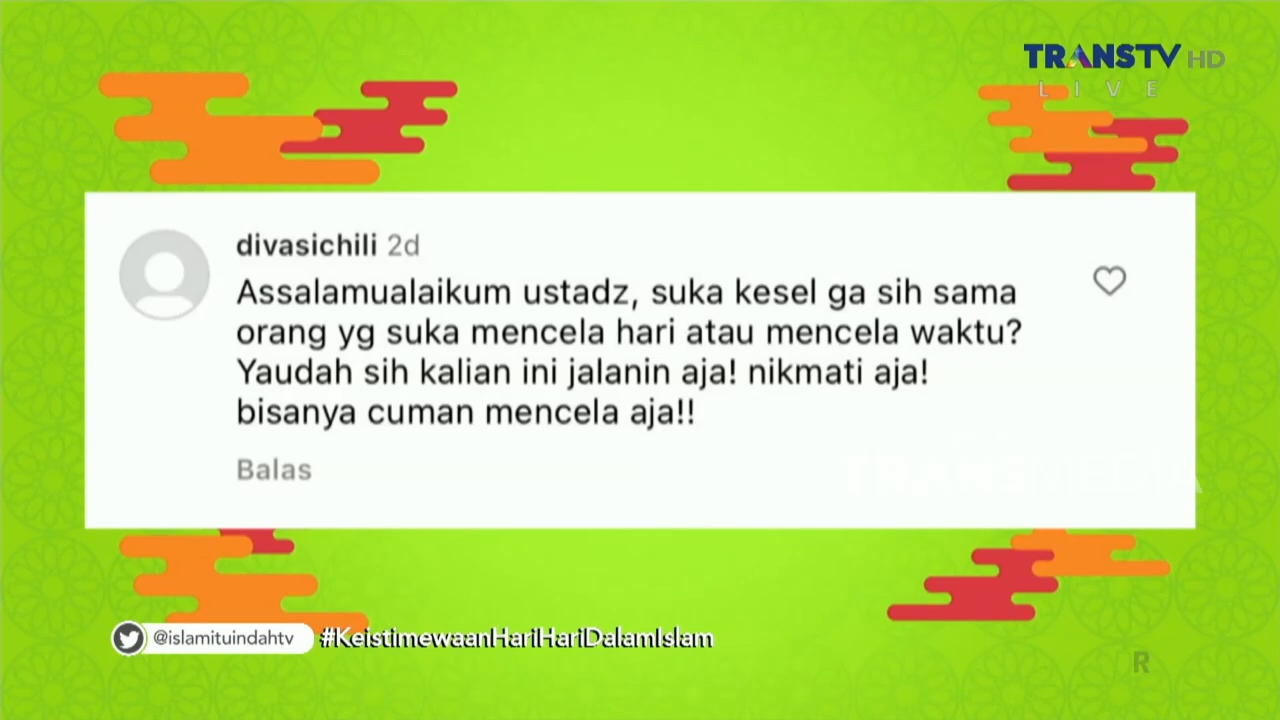 TRANSTV HD
LIVE
divasichili 2d
Assalamualaikum ustadz, suka kesel ga sih sama
orang yg suka mencela hari atau mencela waktu?
Yaudah sih kalian ini jalanin aja! nikmati aja!
bisanya cuman mencela aja!!
Balas
TRANSMEDIA
@islamituindahtv #KeistimewaanHariHariDalamIslam
R